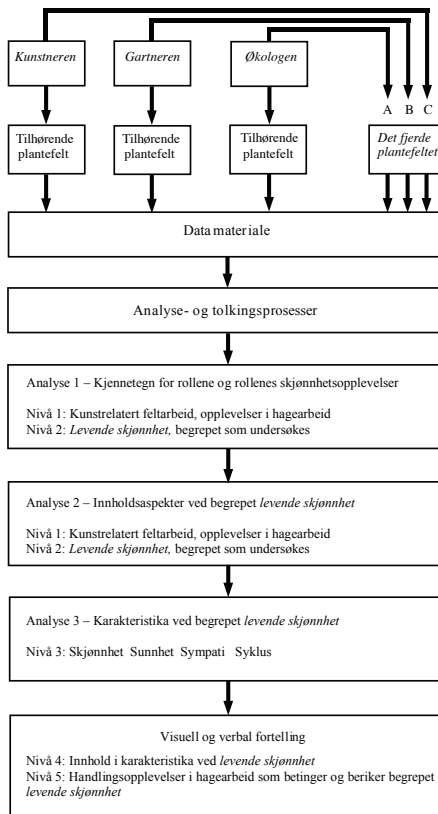 Kunstneren Gartneren Økologen
A B C
Tilhørende Tilhørende Tilhørende Det fjerde
plantefelt plantefelt plantefelt plantefeltet
Datamateriale
Analyse- og tolkingsprosesser
Analyse 1 – Kjennetegn for rollene og rollenes skjønnhetsopplevelser
Nivå 1: Kunstrelatert feltarbeid, opplevelser i hagearbeid
Nivå 2: Levende skjønnhet, begrepet som undersøkes
Analyse 2 – Innholdsaspekter ved begrepet levende skjønnhet
Nivå 1: Kunstrelatert feltarbeid, opplevelser i hagearbeid
Nivå 2: Levende skjønnhet, begrepet som undersøkes
Analyse 3 – Karakteristika ved begrepet levende skjønnhet
Nivå 3: Skjønnhet Sunnhet Sympati Syklus
Visuell og verbal fortelling
Nivå 4: Innhold i karakteristika ved levende skjønnhet
Nivå 5: Handlingsopplevelser i hagearbeid som betinger og beriker begrepet
levende skjønnhet